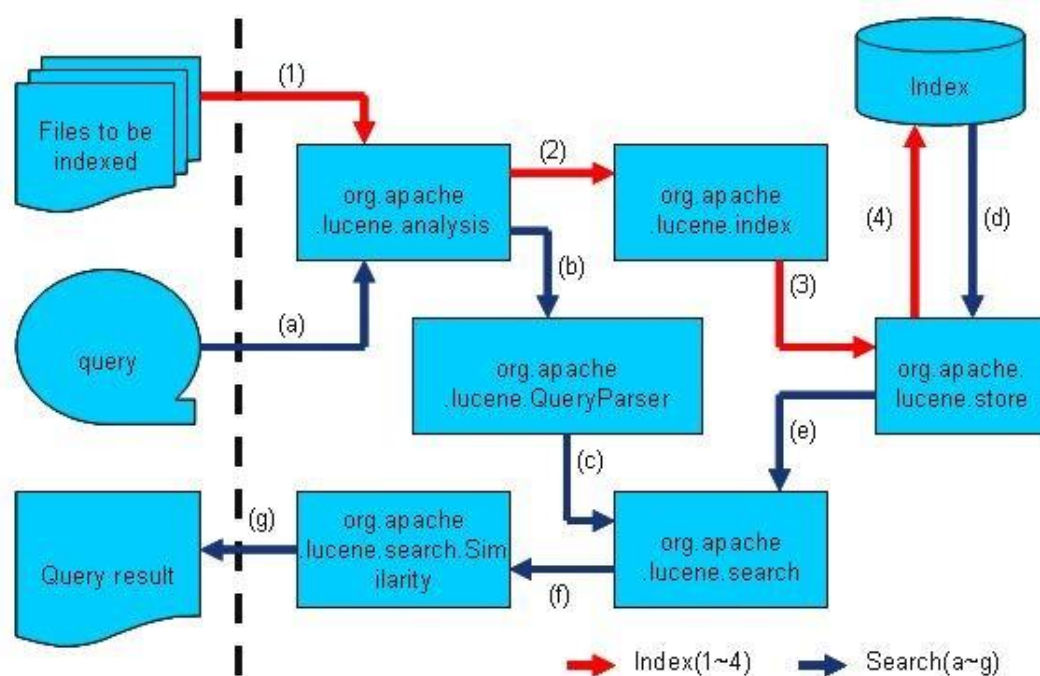 (1)
Index
Files to be
indexed
(2)
org.apache
.lucene.analysis
org.apache
.lucene.index
(4)
(d)
(b)
(3)
(a)
query
org.apache
.lucene.QueryParser
org.apache.
lucene.store
(e)
(c)
(g)
org.apache
.lucene.search.Sim
ilarity
org.apache
.lucene.search
Query result
(f)
Index(1~4)
Search(a~g)